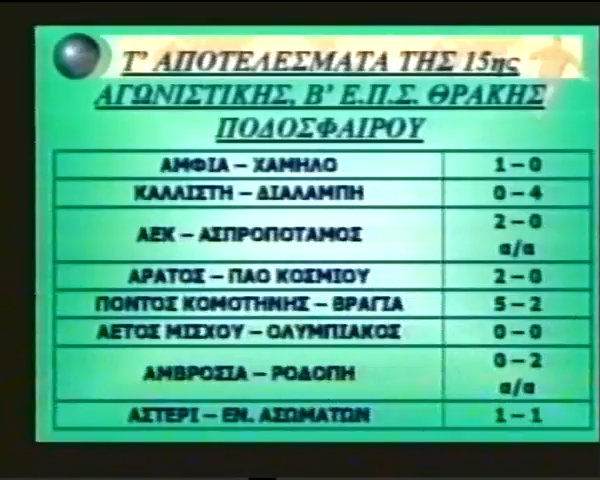 Τ' ΑΠΟΤΕΛΕΣΜΑΤΑ ΤΗΣ 15ης
ΑΓΩΝΙΣΤΙΚΗΣ, Β' Ε.Π.Σ. ΘΡΑΚΗΣ
ΠΟΔΟΣΦΑΙΡΟΥ
ΑΜΦΙΑ – ΧΑΜΗΛΟ 1 – 0
ΚΑΛΛΙΣΤΗ – ΔΙΑΛΑΜΠΗ 0 – 4
ΑΕΚ – ΑΣΠΡΟΠΟΤΑΜΟΣ 2 – 0
α/α
ΑΡΑΤΟΣ – ΠΑΟ ΚΟΣΜΙΟΥ 2 – 0
ΠΟΝΤΟΣ ΚΟΜΟΤΗΝΗΣ – ΘΡΑΓΙΑ 5 – 2
ΑΕΤΟΣ ΜΙΣΧΟΥ – ΟΛΥΜΠΙΑΚΟΣ 0 – 0
ΑΜΒΡΟΣΙΑ – ΡΟΔΟΠΗ 0 – 2
α/α
ΑΣΤΕΡΙ – ΕΝ. ΑΣΩΜΑΤΩΝ 1 – 1